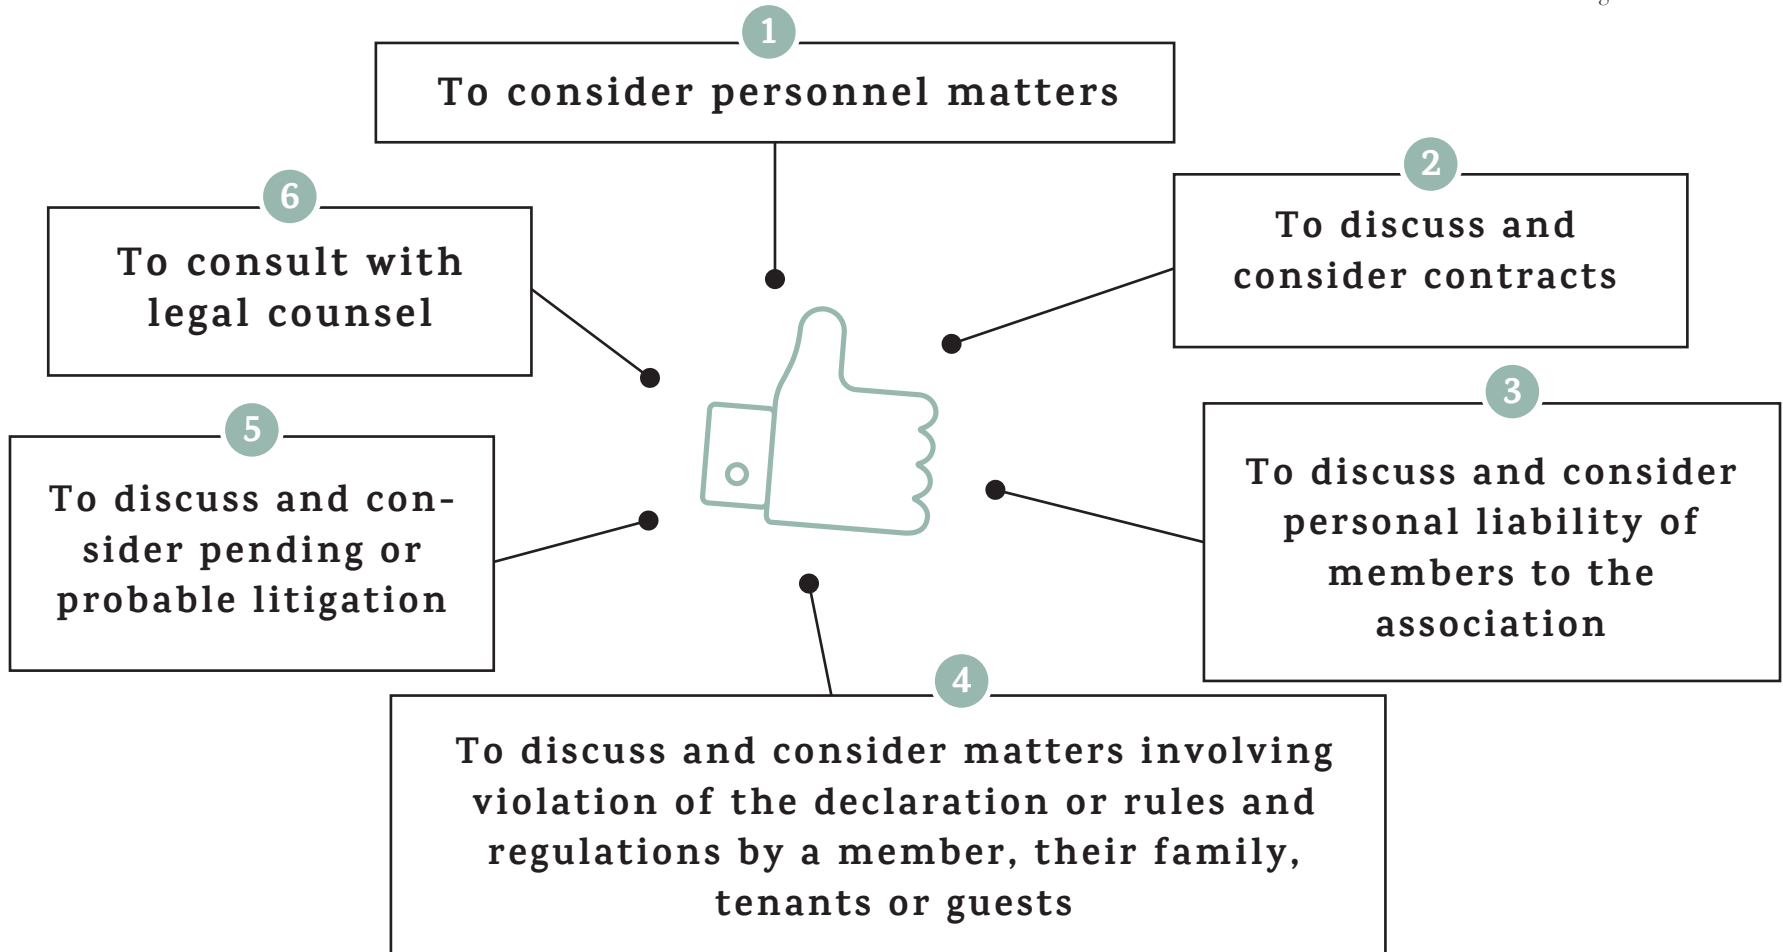 1
To consider personnel matters
2
To discuss and
consider contracts
3
To discuss and consider
personal liability of
members to the
association
4
To discuss and consider matters involving
violation of the declaration or rules and
regulations by a member, their family,
tenants or guests
5
To discuss and con-
sider pending or
probable litigation
6
To consult with
legal counsel